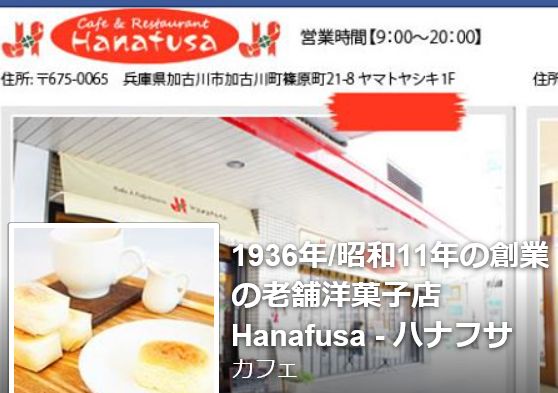 Cafe & Restaurant
Hanafusa
営業時間【9:00～20:00】
住所: 〒675-0065 兵庫県加古川市加古川町篠原町21-8 ヤマトヤシキ1F
住所
1936年/昭和11年の創業
の老舗洋菓子店
Hanafusa - ハナフサ
カフェ